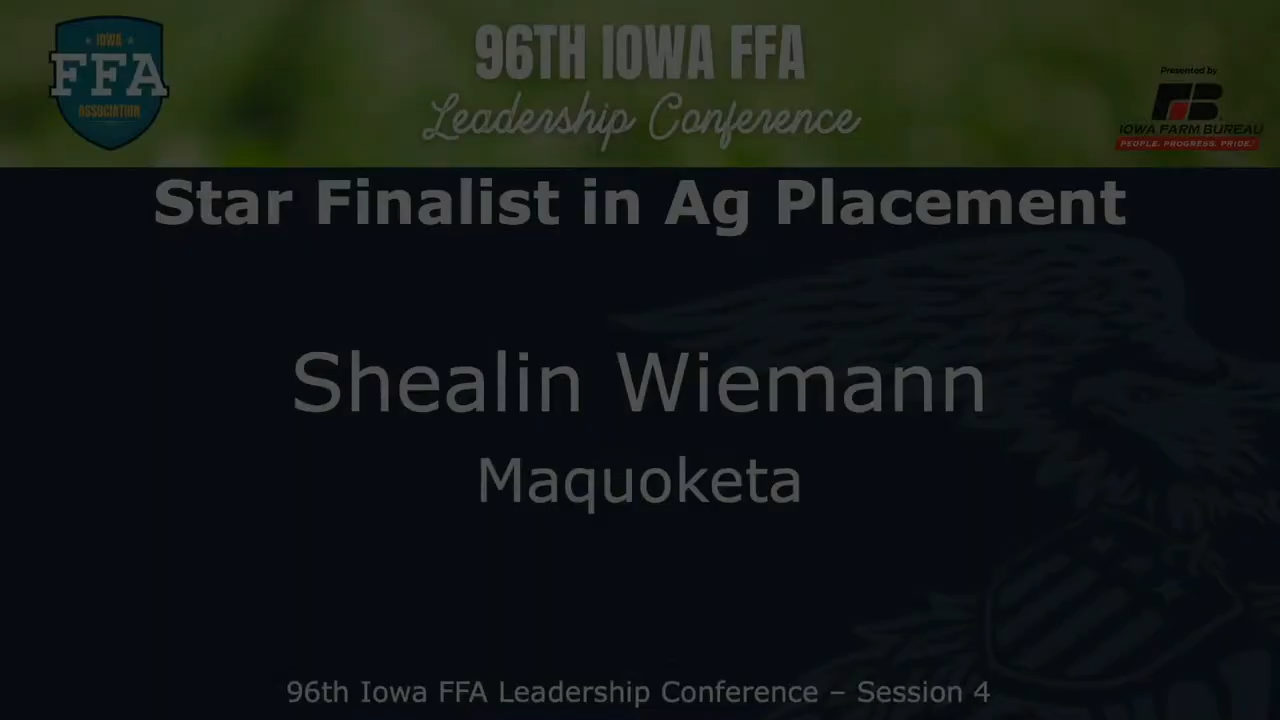 IOWA
FFA
ASSOCIATION
96TH IOWA FFA
Leadership Conference
Presented by
FB
IOWA FARM BUREAU
PEOPLE. PROGRESS. PRIDE.
Star Finalist in Ag Placement
Shealin Wiemann
Maquoketa
96th Iowa FFA Leadership Conference – Session 4